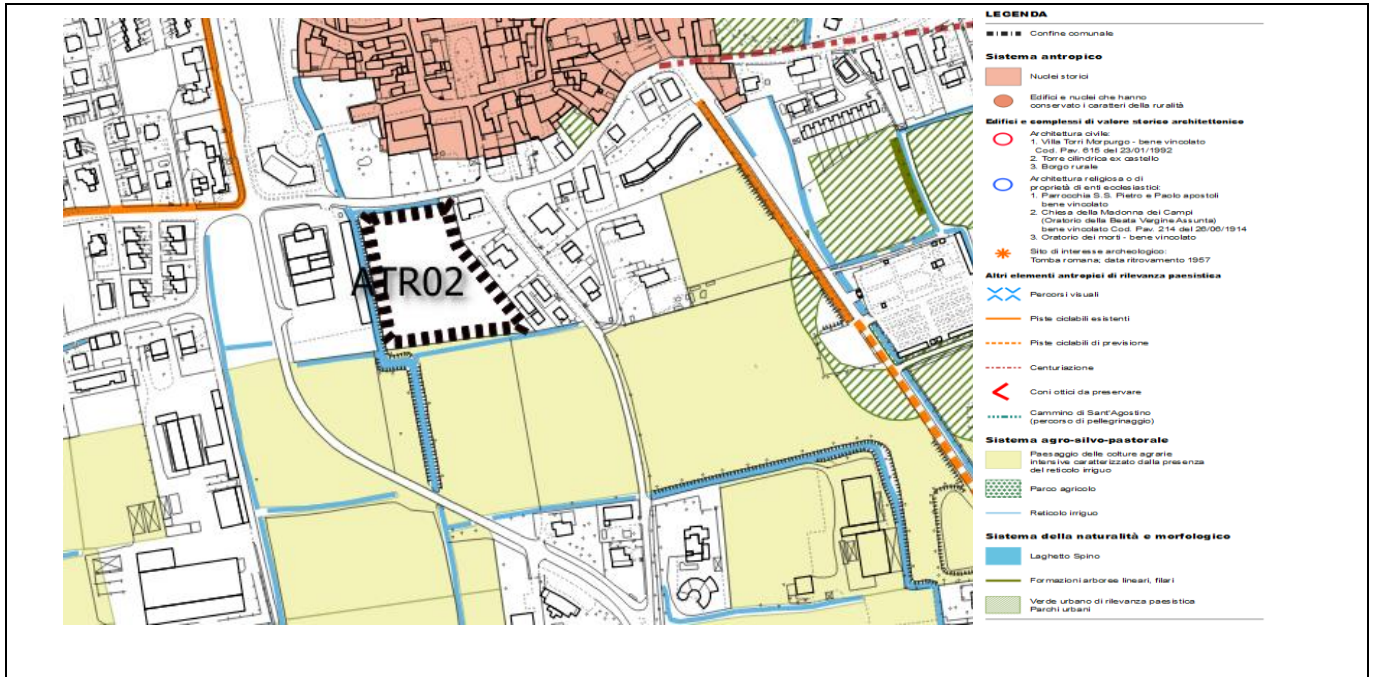 ATR02
LEGENDA
Confine comunale
Sistema antropico
Nuclei storici
Edifici e nuclei che hanno
conservato i caratteri della ruralità
Edifici e complessi di valore storico architettonico
Architettura civile:
1. Villa Torri Morpurgo - bene vincolato
Cod. Pav. 615 del 23/01/1992
2. Torre cilindrica ex castello
3. Borgo rurale
Architettura religiosa o di
proprietà di enti ecclesiastici:
1. Parrocchia S.S. Pietro e Paolo apostoli
bene vincolato
2. Chiesa della Madonna dei Campi
(Oratorio della Beata Vergine Assunta)
bene vincolato Cod. Pav. 214 del 26/06/1914
3. Oratorio dei morti - bene vincolato
Sito di interesse archeologico:
Tomba romana; data ritrovamento 1957
Altri elementi antropici di rilevanza paesistica
Percorsi visuali
Piste ciclabili esistenti
Piste ciclabili di previsione
Centuriazione
Coni ottici da preservare
Cammino di Sant'Agostino
(percorso di pellegrinaggio)
Sistema agro-silvo-pastorale
Paesaggio delle colture agrarie
intensive caratterizzato dalla presenza
del reticolo irriguo
Parco agricolo
Reticolo irriguo
Sistema della naturalità e morfologico
Laghetto Spino
Formazioni arboree lineari, filari
Verde urbano di rilevanza paesistica
Parchi urbani